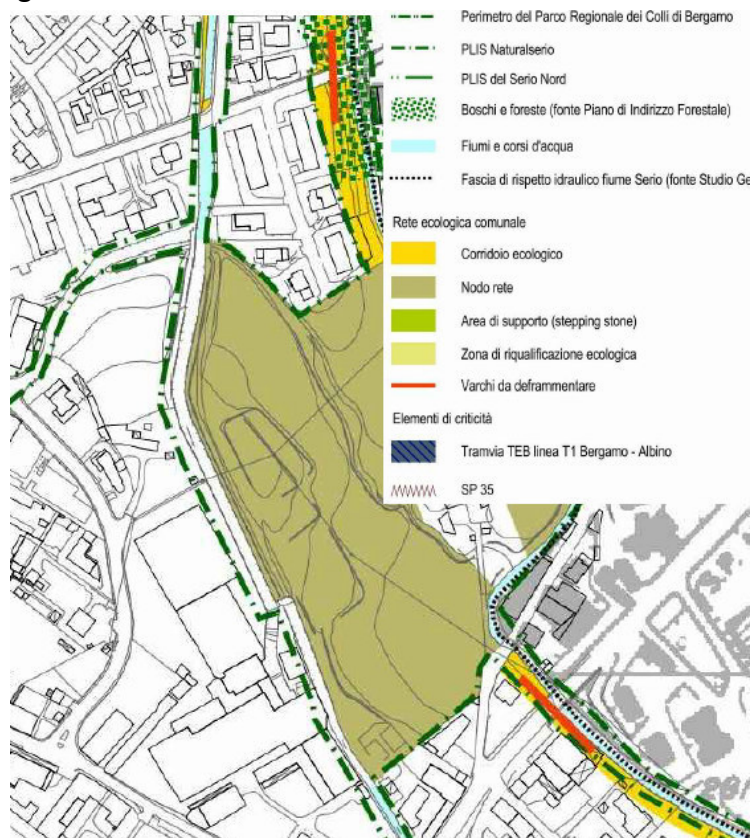 Perimetro del Parco Regionale dei Colli di Bergamo
PLIS Naturalserio
PLIS del Serio Nord
Boschi e foreste (fonte Piano di Indirizzo Forestale)
Fiumi e corsi d'acqua
Fascia di rispetto idraulico fiume Serio (fonte Studio Ge
Rete ecologica comunale
Corridoio ecologico
Nodo rete
Area di supporto (stepping stone)
Zona di riqualificazione ecologica
Varchi da deframmentare
Elementi di criticità
Tramvia TEB linea T1 Bergamo - Albino
SP 35